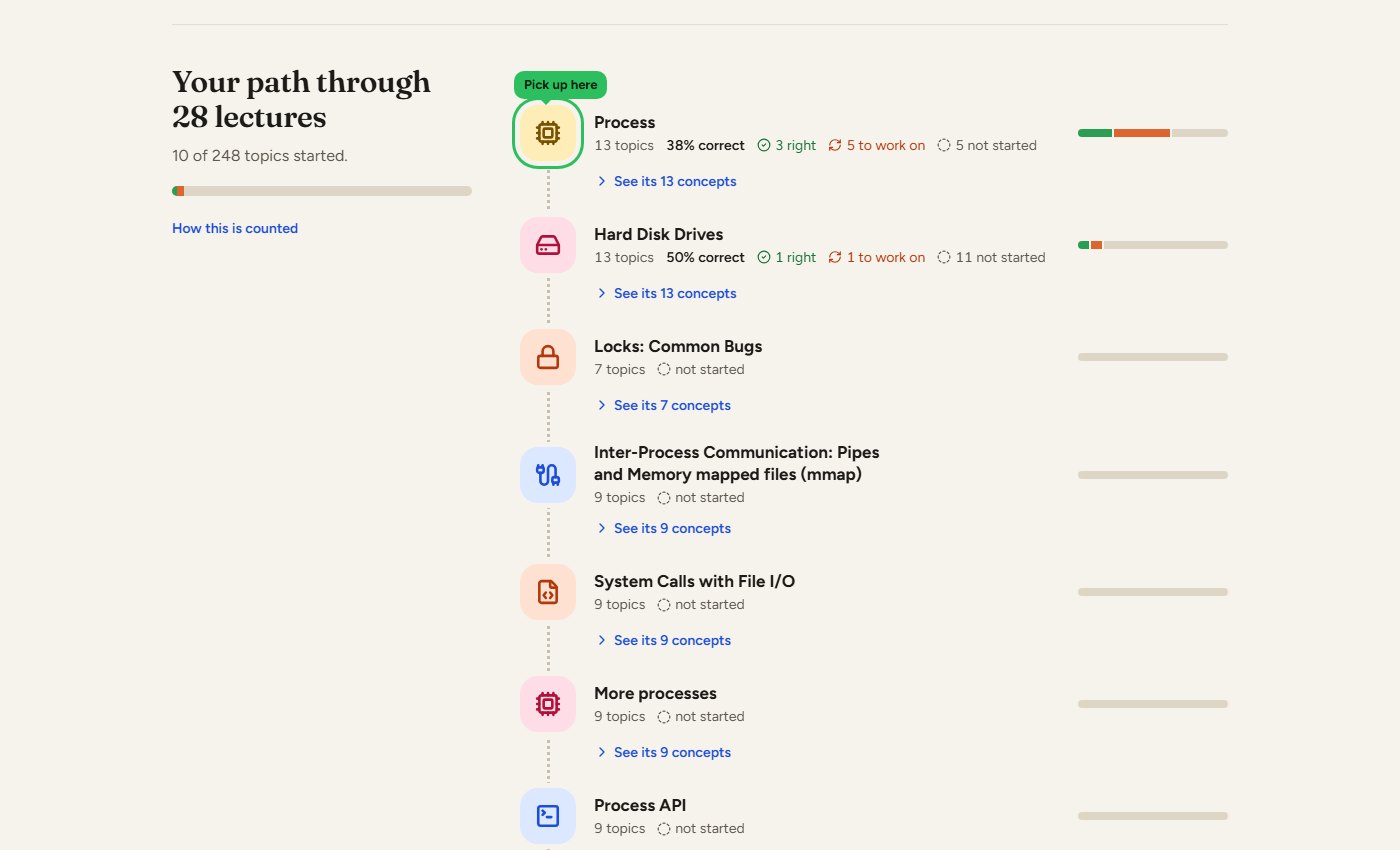 Your path through
28 lectures
10 of 248 topics started.
How this is counted
Pick up here
Process
13 topics 38% correct 3 right 5 to work on 5 not started
See its 13 concepts
Hard Disk Drives
13 topics 50% correct 1 right 1 to work on 11 not started
See its 13 concepts
Locks: Common Bugs
7 topics not started
See its 7 concepts
Inter-Process Communication: Pipes
and Memory mapped files (mmap)
9 topics not started
See its 9 concepts
System Calls with File I/O
9 topics not started
See its 9 concepts
More processes
9 topics not started
See its 9 concepts
Process API
9 topics not started